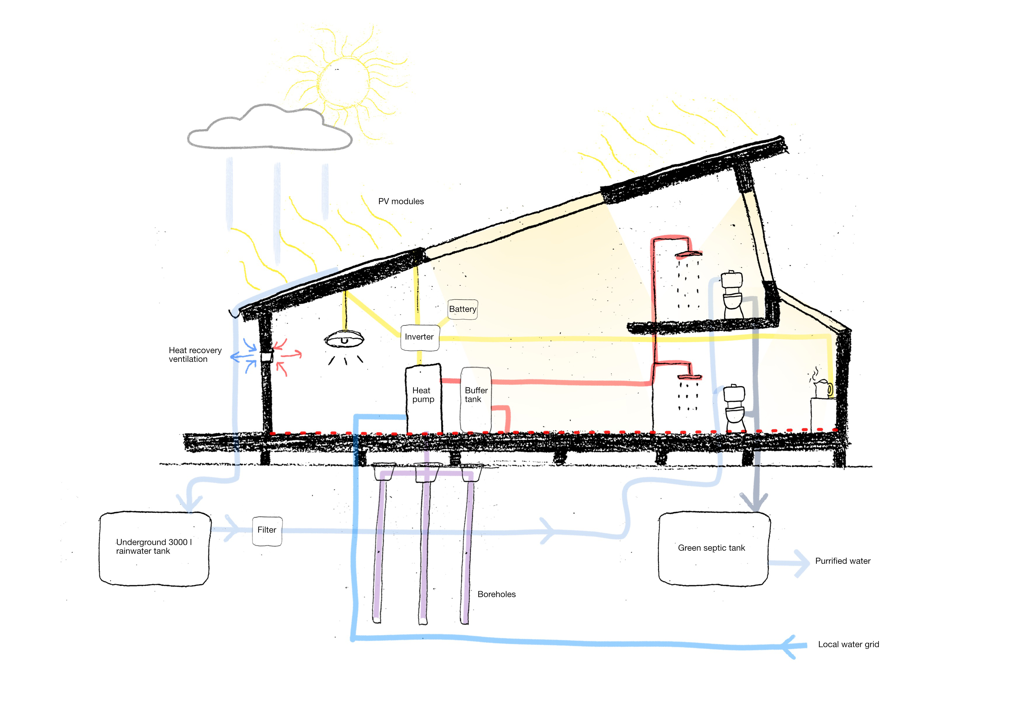 PV modules
Battery
Inverter
Heat recovery
ventilation
Heat
pump
Buffer
tank
Filter
Underground 3000 l
rainwater tank
Green septic tank
Purrified water
Boreholes
Local water grid